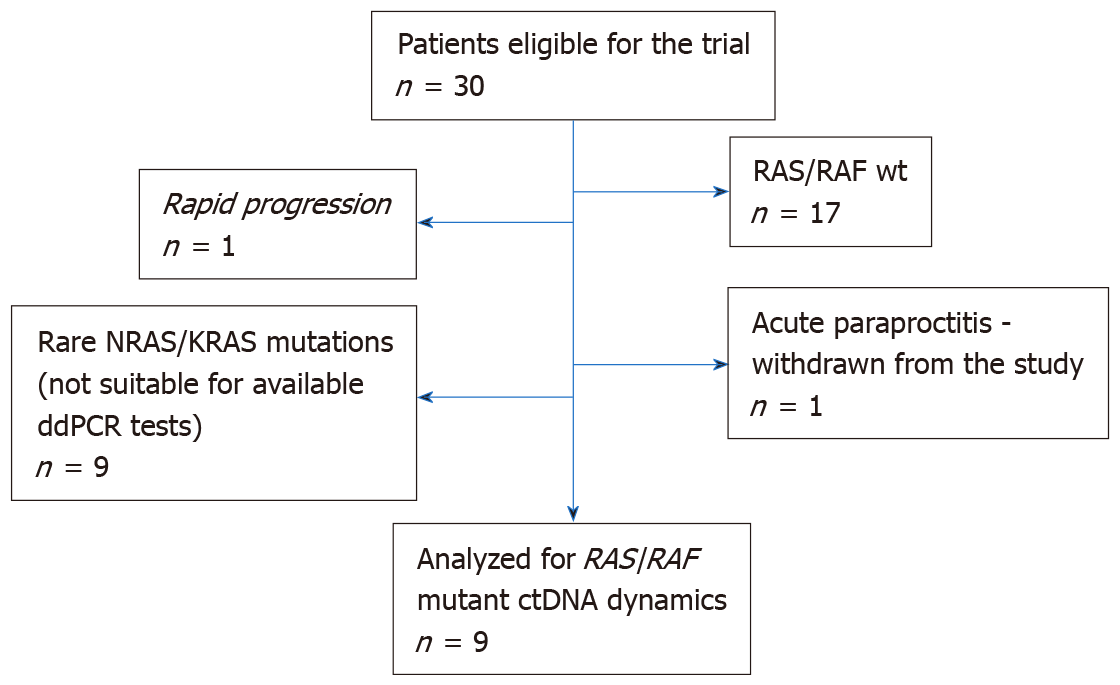 Patients eligible for the trial
n = 30
RAS/RAF wt
n = 17
Rapid progression
n = 1
Acute paraproctitis -
withdrawn from the study
n = 1
Rare NRAS/KRAS mutations
(not suitable for available
ddPCR tests)
n = 9
Analyzed for RAS/RAF
mutant ctDNA dynamics
n = 9